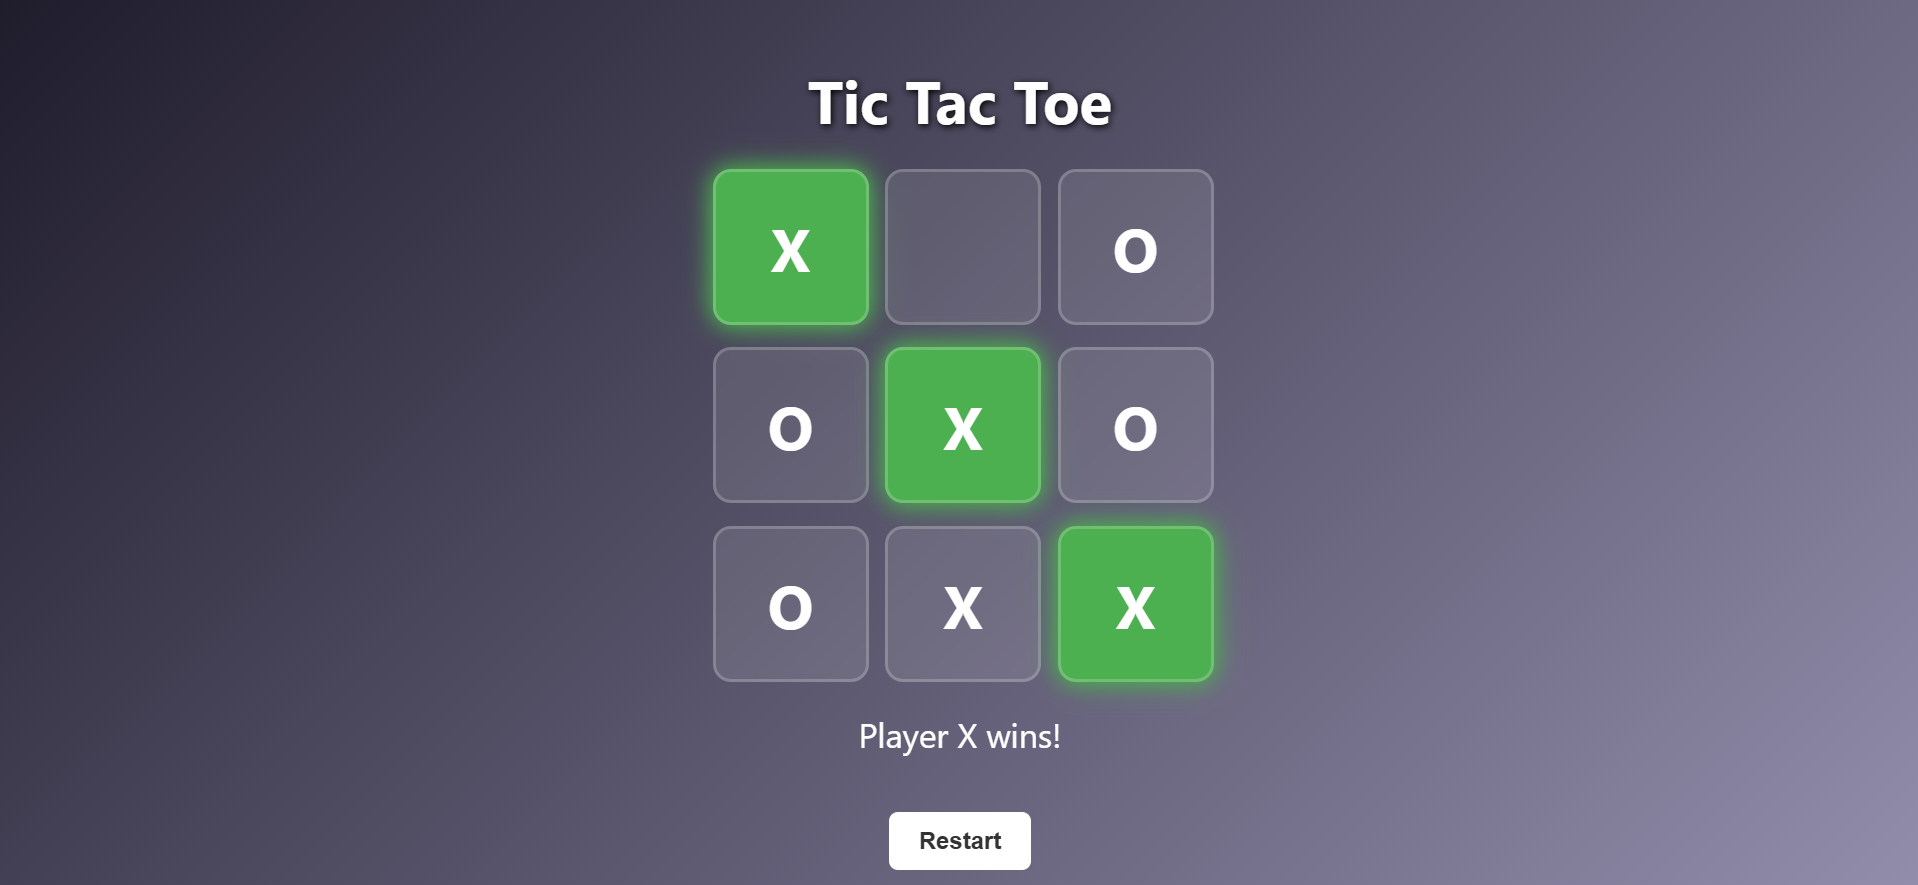 Tic Tac Toe
X O
O X O
O X X
Player X wins!
Restart